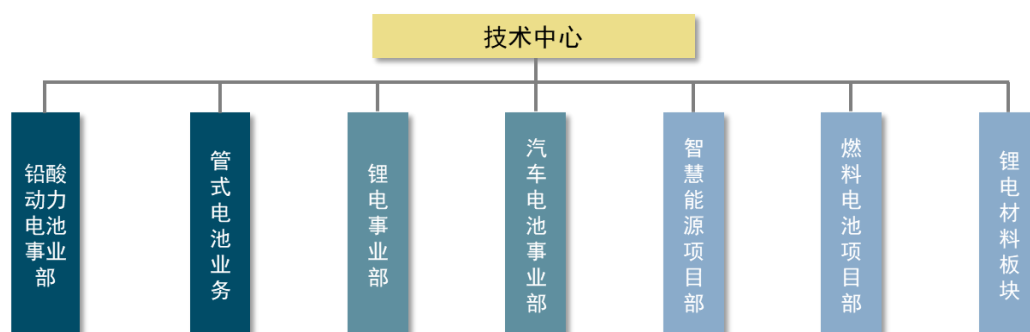 技术中心
铅酸动力电池事业部
管式电池业务
锂电事业部
汽车电池事业部
智慧能源项目部
燃料电池项目部
锂电材料板块